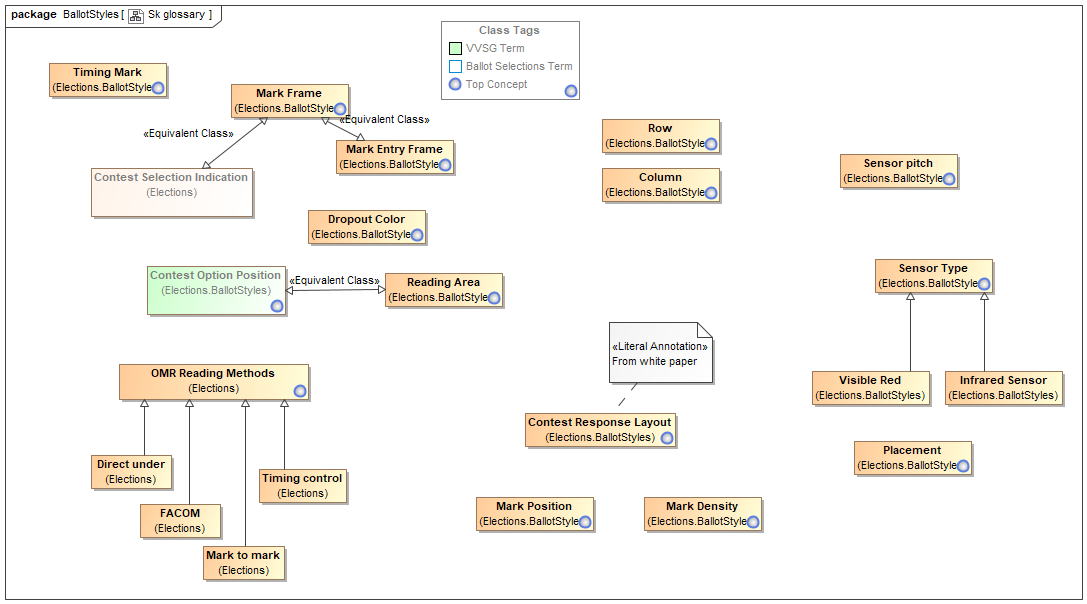 package BallotStyles [ Sk glossary ]
Class Tags
VVSG Term
Ballot Selections Term
Top Concept
Timing Mark
(Elections.BallotStyle
Mark Frame
(Elections.BallotStyle
«Equivalent Class»
«Equivalent Class»
Mark Entry Frame
(Elections.BallotStyle
Contest Selection Indication
(Elections)
Row
(Elections.BallotStyle
Column
(Elections.BallotStyle
Sensor pitch
(Elections.BallotStyle
Dropout Color
(Elections.BallotStyle
Contest Option Position
(Elections.BallotStyles)
«Equivalent Class»
Reading Area
(Elections.BallotStyle
Sensor Type
(Elections.BallotStyle
«Literal Annotation»
From white paper
OMR Reading Methods
(Elections)
Visible Red
(Elections.BallotStyles)
Infrared Sensor
(Elections.BallotStyles)
Contest Response Layout
(Elections.BallotStyles)
Placement
(Elections.BallotStyle
Direct under
(Elections)
Timing control
(Elections)
FACOM
(Elections)
Mark to mark
(Elections)
Mark Position
(Elections.BallotStyle
Mark Density
(Elections.BallotStyle